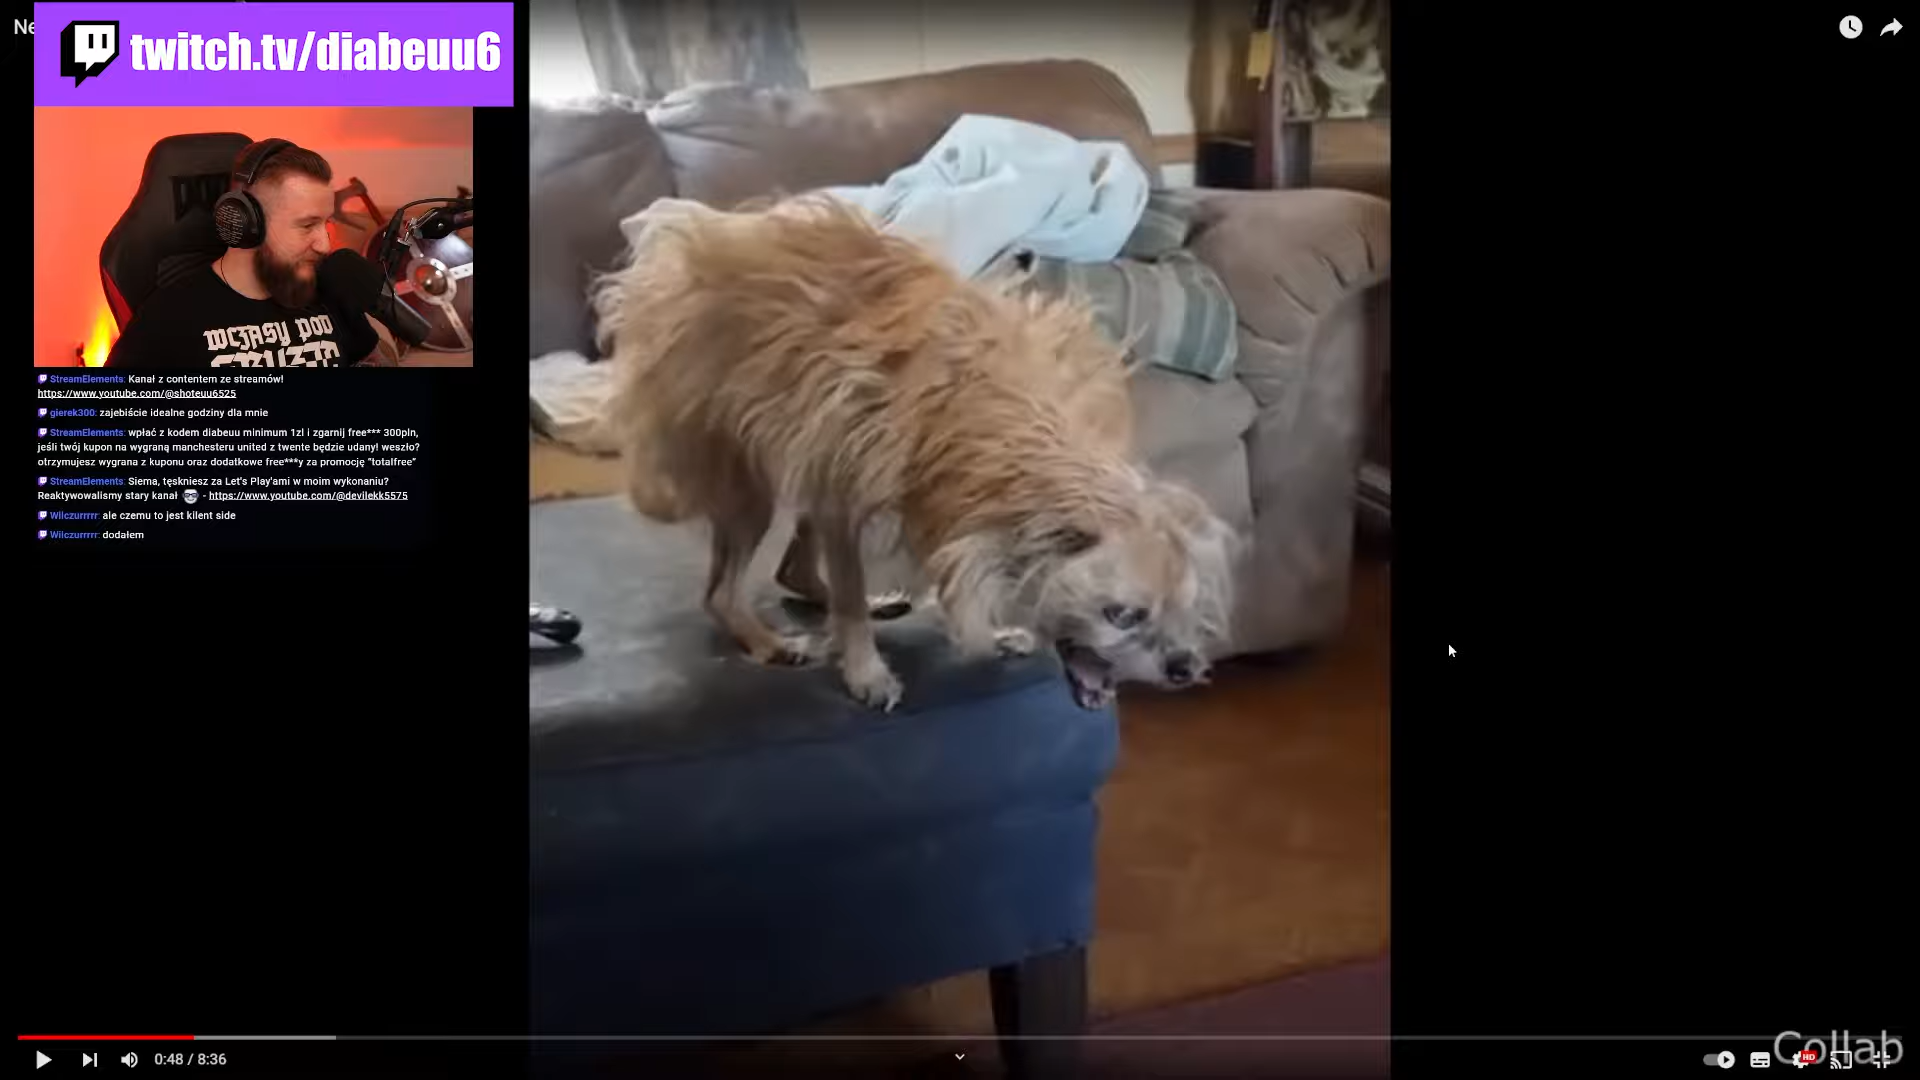 Ne
twitch.tv/diabeuu6
WCZASY POD
StreamElements: Kanał z contentem ze streamów!
https://www.youtube.com/@shoteuu6525
gierek300: zajebiście idealne godziny dla mnie
StreamElements: wpłać z kodem diabeuu minimum 1zl i zgarnij free*** 300pln,
jeśli twój kupon na wygraną manchesteru united z twente będzie udany! weszło?
otrzymujesz wygrana z kuponu oraz dodatkowe free***y za promocję "totalfree"
StreamElements: Siema, tęskniesz za Let's Play'ami w moim wykonaniu?
Reaktywowalismy stary kanał - https://www.youtube.com/@devilekk5575
Wilczurrrrr: ale czemu to jest kilent side
Wilczurrrrr: dodałem
0:48 / 8:36
HD
Collab